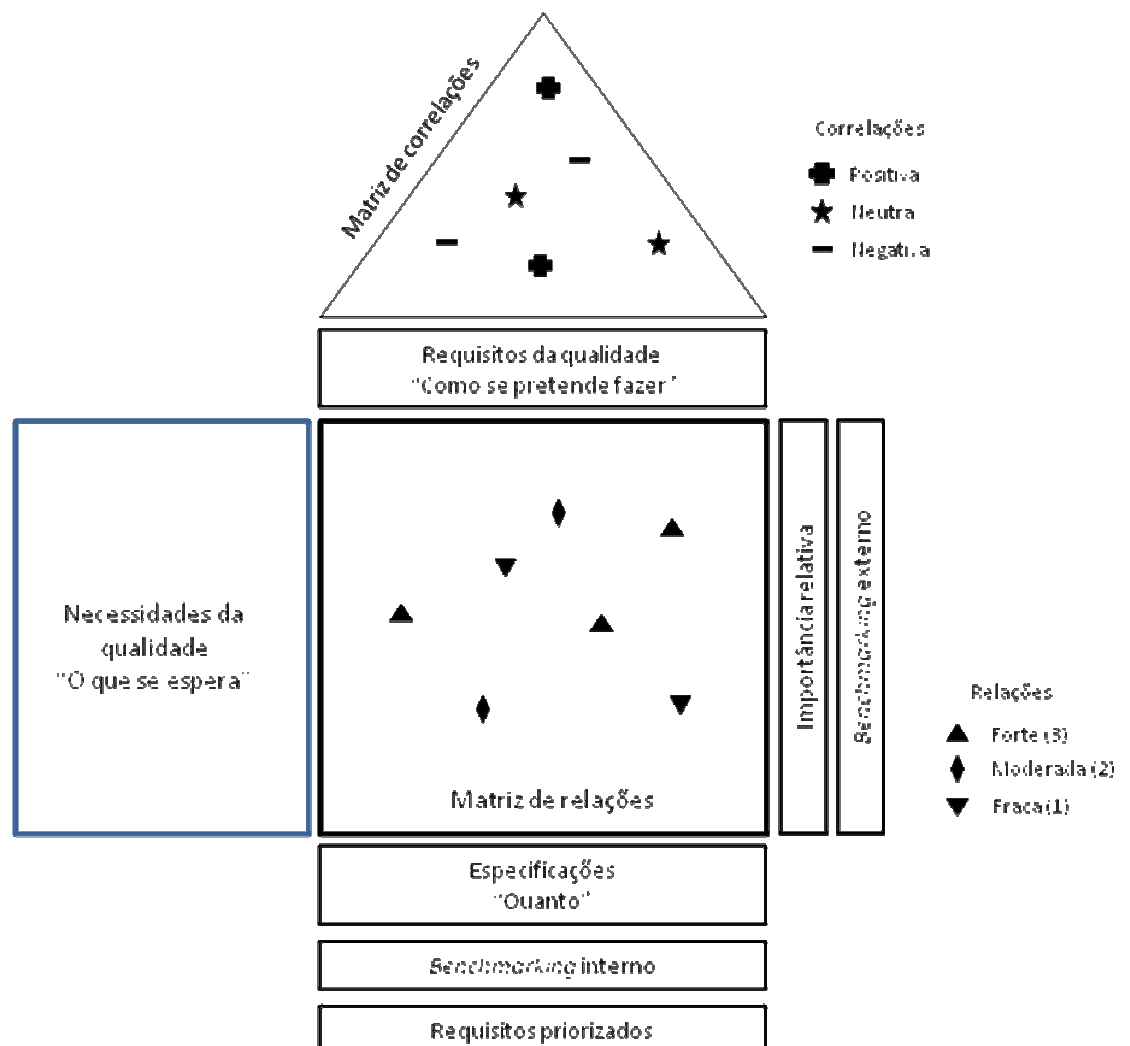 Matriz de correlações
Correlações
Positiva
Neutra
Negativa
Requisitos da qualidade
"Como se pretende fazer"
Necessidades da
qualidade
"O que se espera"
Matriz de relações
Importância relativa
Benchmarking externo
Relações
Forte (3)
Moderada (2)
Fraca (1)
Especificações
"Quanto"
Benchmarking interno
Requisitos priorizados